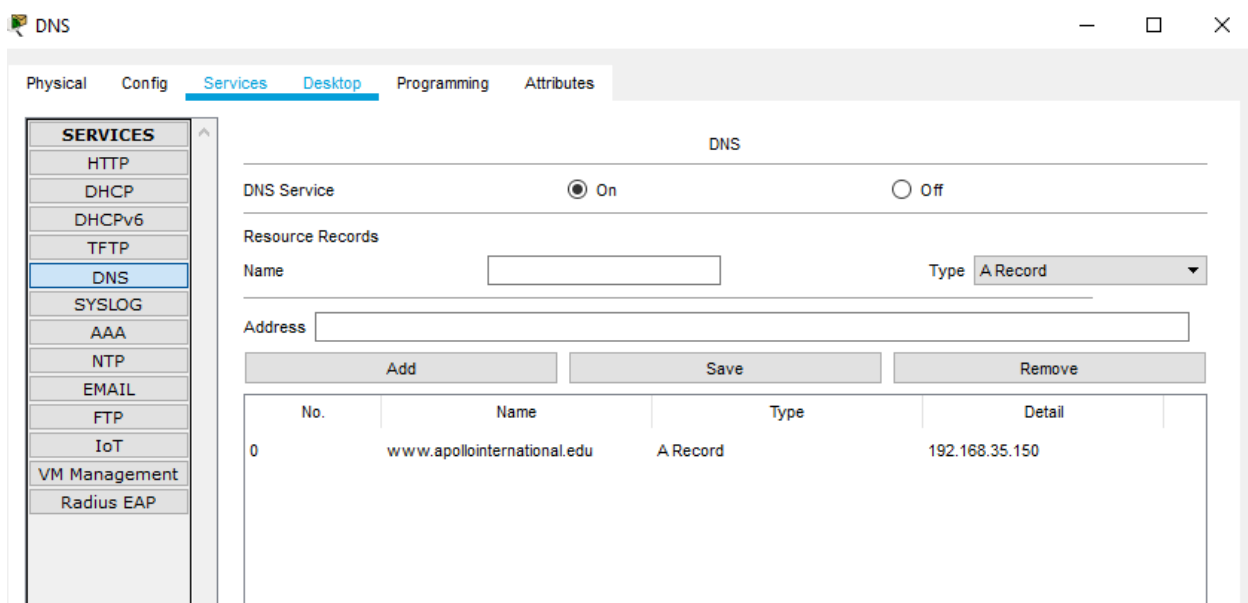 DNS
Physical Config Services Desktop Programming Attributes
SERVICES
HTTP
DHCP
DHCPv6
TFTP
DNS
SYSLOG
AAA
NTP
EMAIL
FTP
IoT
VM Management
Radius EAP
DNS
DNS Service On Off
Resource Records
Name Type A Record
Address
Add Save Remove
No. Name Type Detail
0 www.apollointernational.edu A Record 192.168.35.150